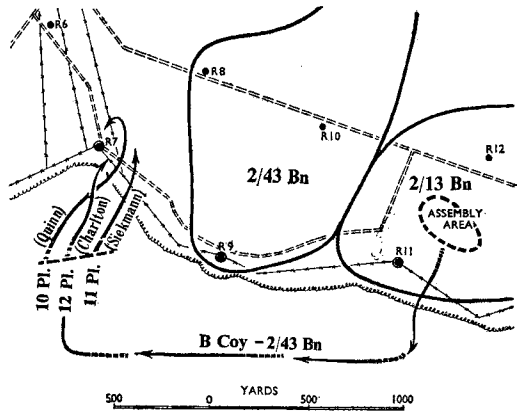 R6
R8
R10
R7
R12
2/43 Bn
2/13 Bn
ASSEMBLY
AREA
(Quinn)
(Charlton)
(Siekmann)
R9
R11
10 Pl.
12 Pl.
11 Pl.
B Coy - 2/43 Bn
YARDS
500 0 500 1000